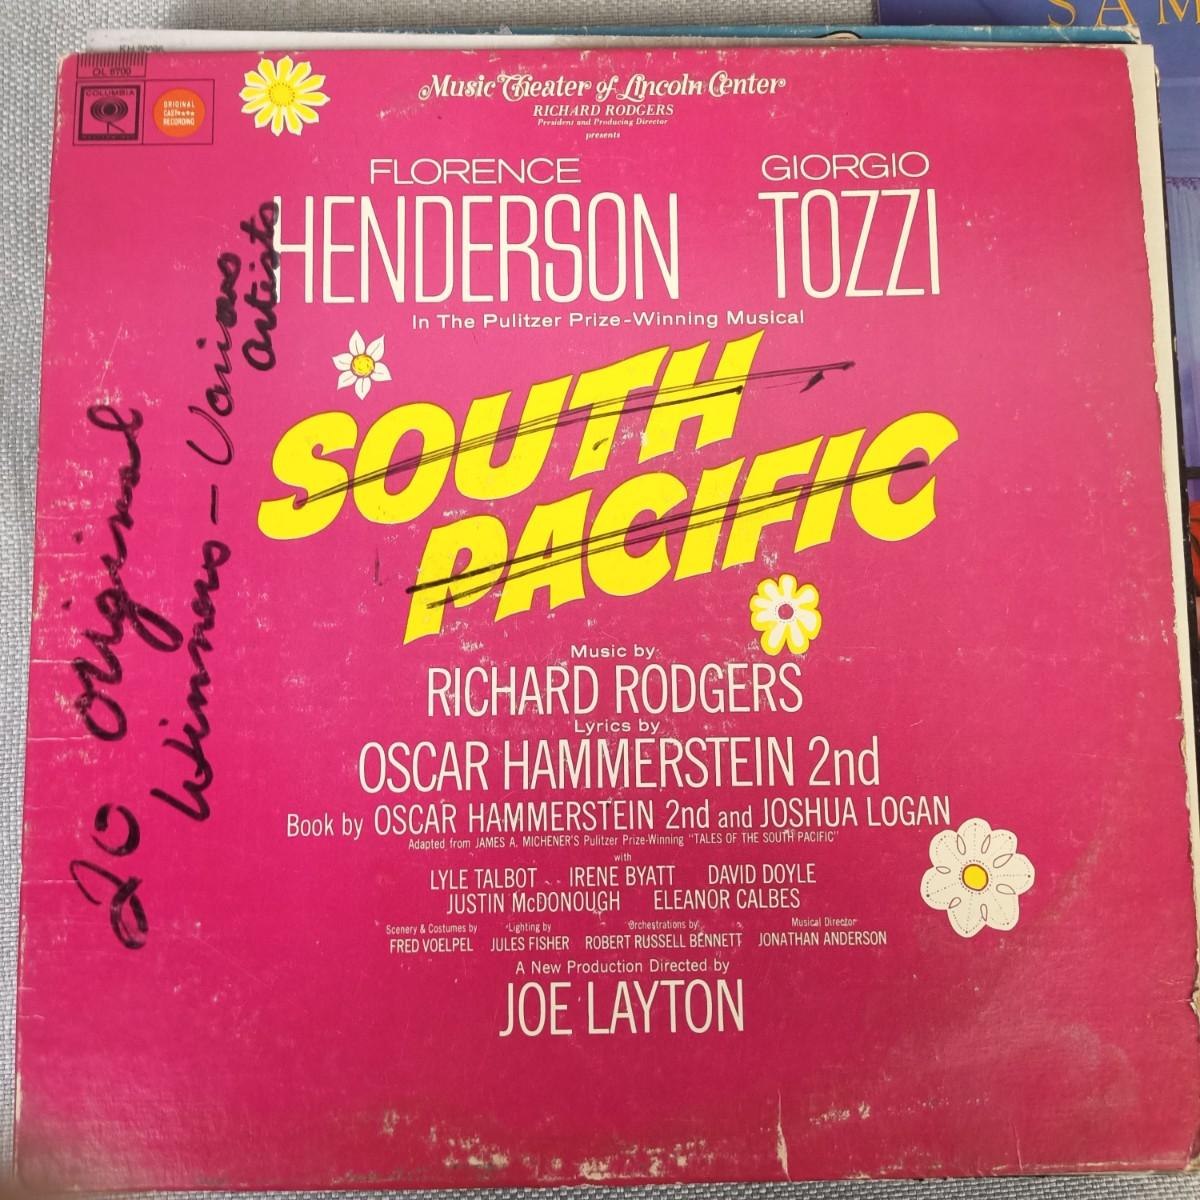 SAM
OL 6700
COLUMBIA
ORIGINAL
CAST
RECORDING
Music Theater of Lincoln Center
RICHARD RODGERS
President and Producing Director
presents
FLORENCE
HENDERSON
GIORGIO
TOZZI
In The Pulitzer Prize-Winning Musical
SOUTH
PACIFIC
Music by
RICHARD RODGERS
Lyrics by
OSCAR HAMMERSTEIN 2nd
Book by OSCAR HAMMERSTEIN 2nd and JOSHUA LOGAN
Adapted from JAMES A. MICHENER'S Pulitzer Prize-Winning "TALES OF THE SOUTH PACIFIC"
with
LYLE TALBOT IRENE BYATT DAVID DOYLE
JUSTIN McDONOUGH ELEANOR CALBES
Scenery & Costumes by
FRED VOELPEL
Lighting by
JULES FISHER
Orchestrations by
ROBERT RUSSELL BENNETT
Musical Director
JONATHAN ANDERSON
A New Production Directed by
JOE LAYTON
20 Original
Winners - Various
Artists